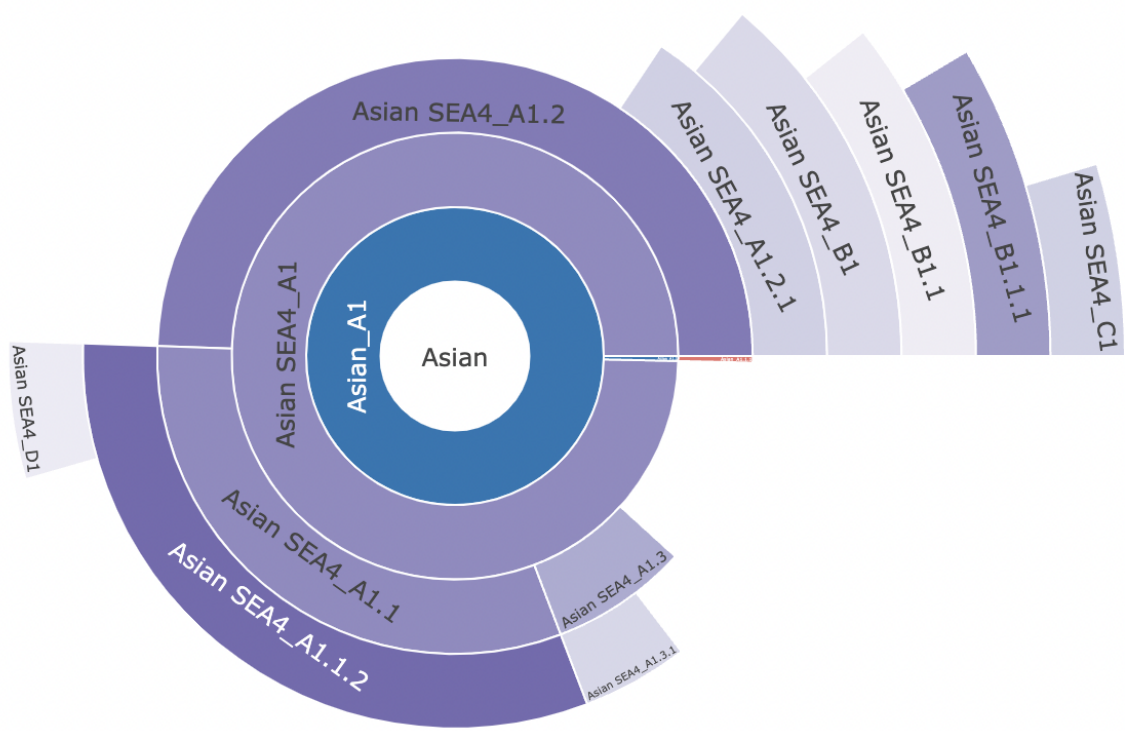 Asian
Asian_A1
Asian SEA4_A1
Asian SEA4_A1.2
Asian SEA4_A1.2.1
Asian SEA4_B1
Asian SEA4_B1.1
Asian SEA4_B1.1.1
Asian SEA4_C1
Asian SEA4_A1.1
Asian SEA4_A1.1.2
Asian SEA4_D1
Asian SEA4_A1.3
Asian SEA4_A1.3.1